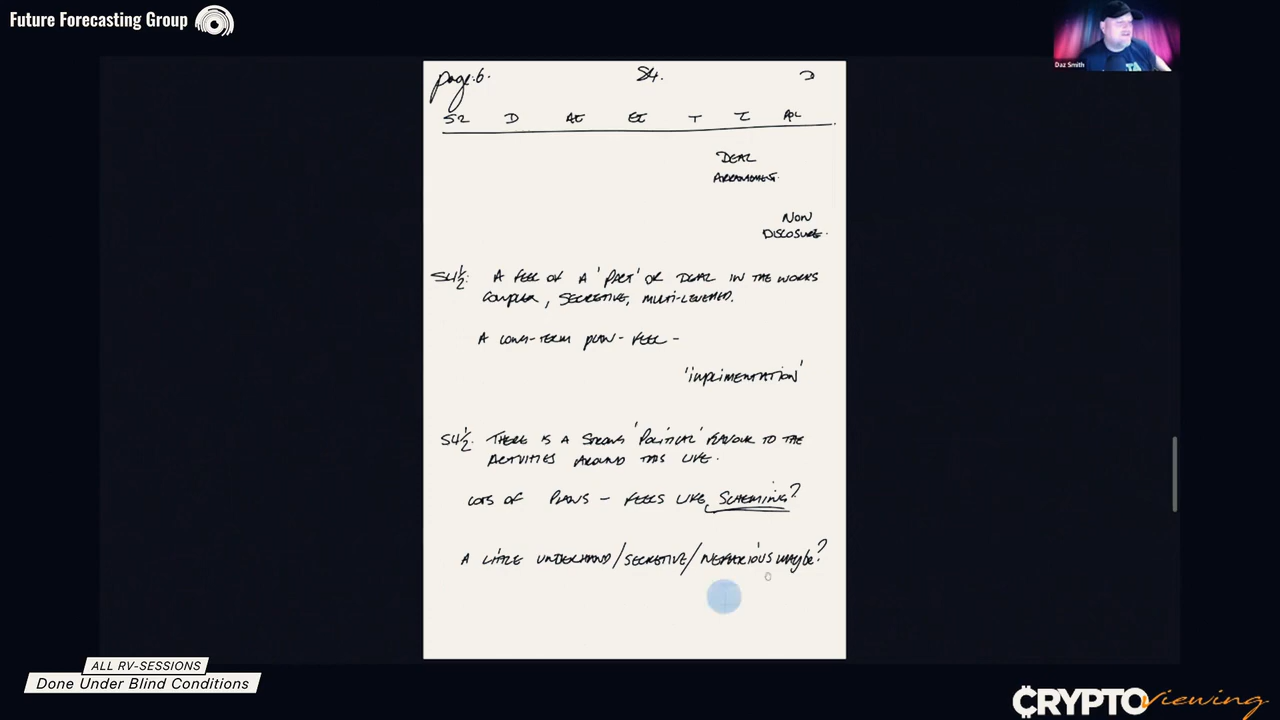 Future Forecasting Group
Daz Smith
page.6. S4. D
S2 D AI EI T I AOL
DEAL
ARRANGMENT.
NON
DISCLOSURE.
S4½: A FEEL OF A 'PACT' OR DEAL IN THE WORKS
COMPLEX, SECRETIVE, MULTI-LEVELED.
A LONG-TERM PLAN- FEEL -
'IMPLIMENTATION'
S4½. THERE IS A STRONG 'POLITICAL' FLAVOUR TO THE
ACTIVITIES AROUND THIS LIVE.
LOTS OF PLANS - FEELS LIKE SCHEMING?
A LITTLE UNDERHAND/SECRETIVE/NEFARIOUS MAYBE?
ALL RV-SESSIONS
Done Under Blind Conditions
CRYPTOviewing